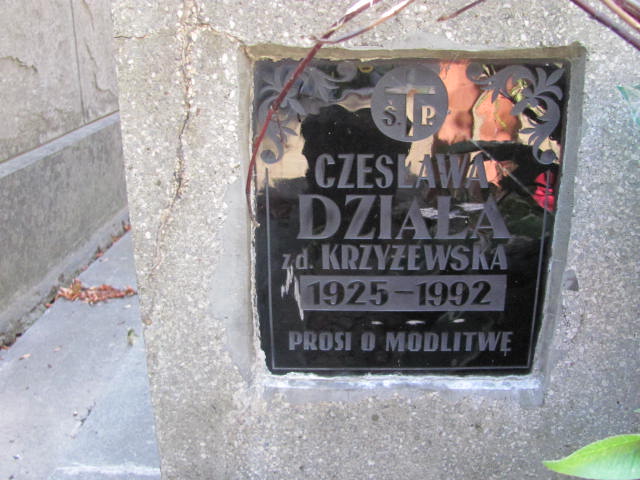 Ś. P.
CZESŁAWA
DZIAŁA
z d. KRZYŻEWSKA
1925-1992
PROSI O MODLITWĘ